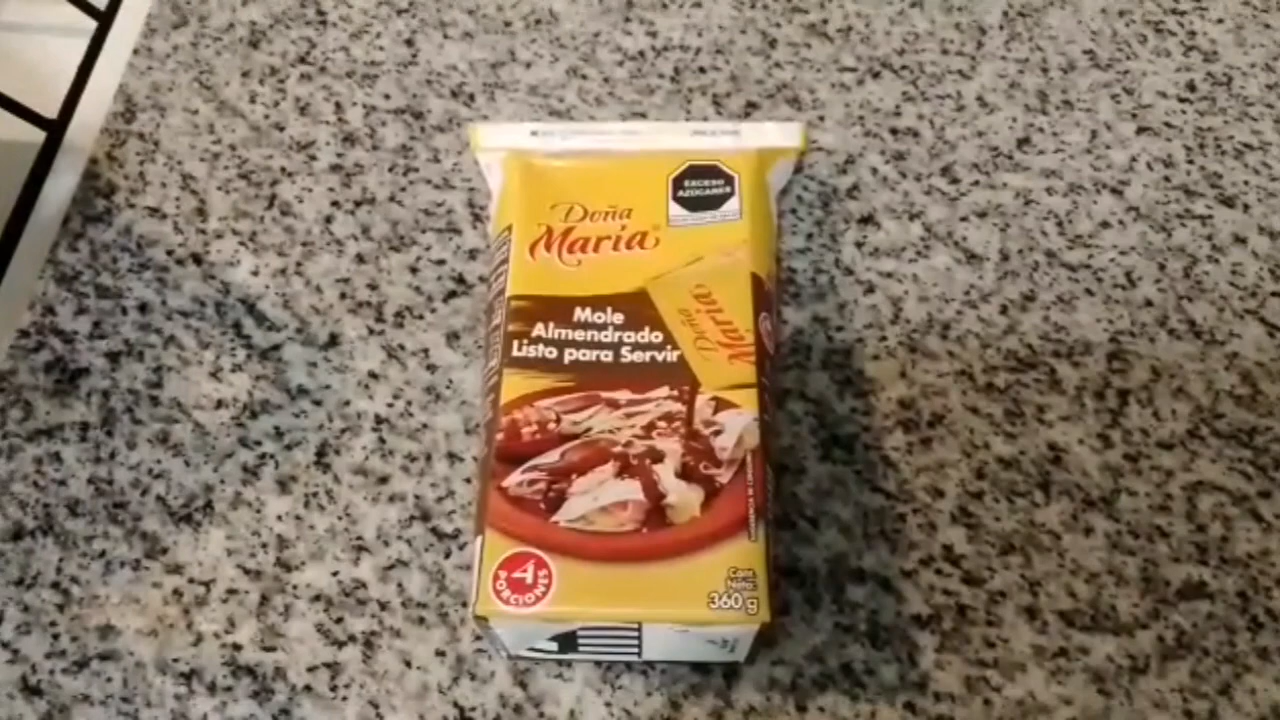 Doña
María
EXCESO
AZÚCARES
Doña
María
Mole
Almendrado
Listo para Servir
4
PORCIONES
Cont.
Neto:
360 g